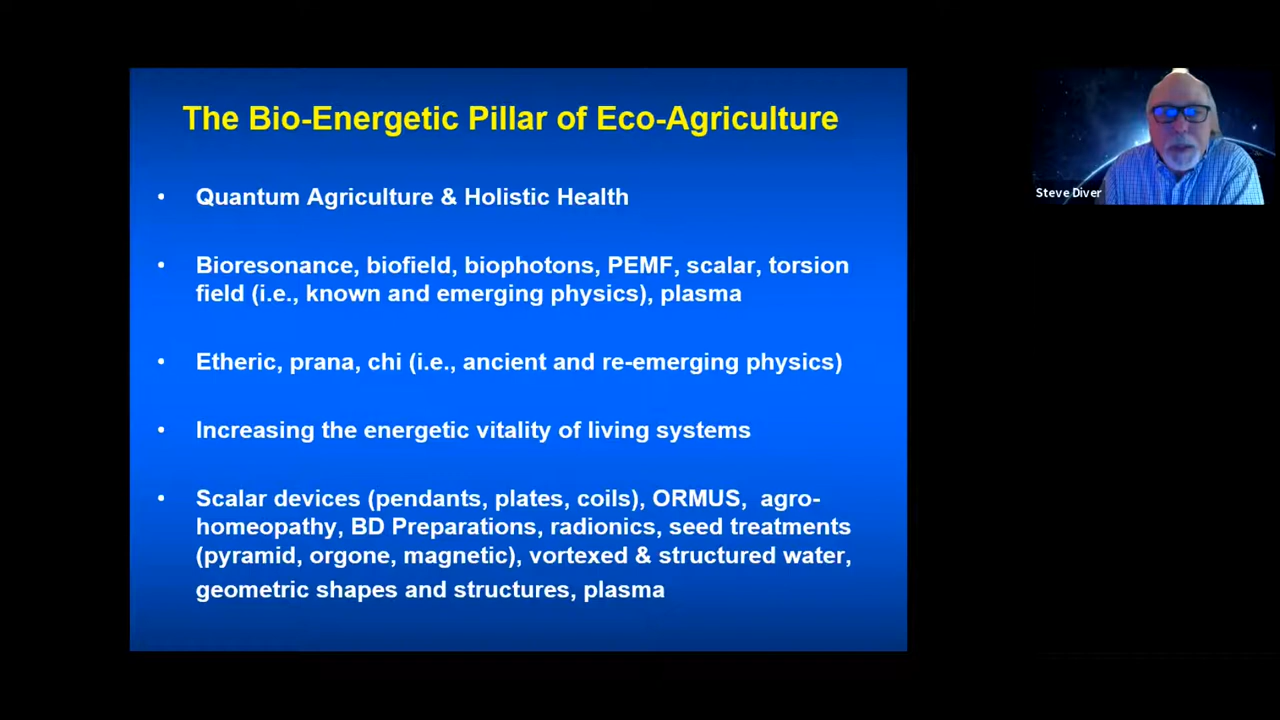 The Bio-Energetic Pillar of Eco-Agriculture
• Quantum Agriculture & Holistic Health
• Bioresonance, biofield, biophotons, PEMF, scalar, torsion
field (i.e., known and emerging physics), plasma
• Etheric, prana, chi (i.e., ancient and re-emerging physics)
• Increasing the energetic vitality of living systems
• Scalar devices (pendants, plates, coils), ORMUS, agro-
homeopathy, BD Preparations, radionics, seed treatments
(pyramid, orgone, magnetic), vortexed & structured water,
geometric shapes and structures, plasma
Steve Diver